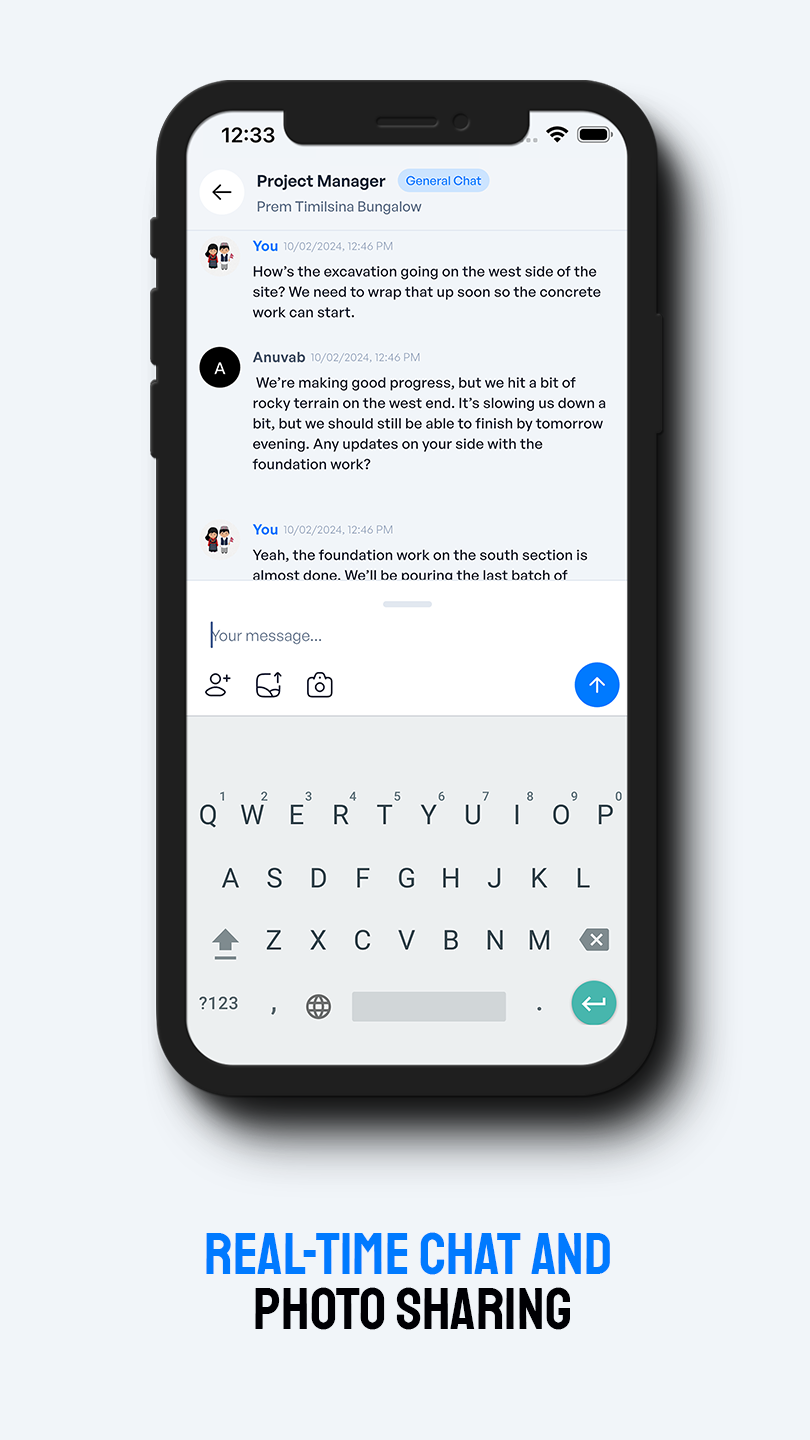 12:33
Project Manager General Chat
Prem Timilsina Bungalow
You 10/02/2024, 12:46 PM
How’s the excavation going on the west side of the
site? We need to wrap that up soon so the concrete
work can start.
A
Anuvab 10/02/2024, 12:46 PM
We’re making good progress, but we hit a bit of
rocky terrain on the west end. It’s slowing us down a
bit, but we should still be able to finish by tomorrow
evening. Any updates on your side with the
foundation work?
You 10/02/2024, 12:46 PM
Yeah, the foundation work on the south section is
almost done. We’ll be pouring the last batch of
Your message...
1 2 3 4 5 6 7 8 9 0
Q W E R T Y U I O P
A S D F G H J K L
Z X C V B N M
?123 , .
REAL-TIME CHAT AND
PHOTO SHARING